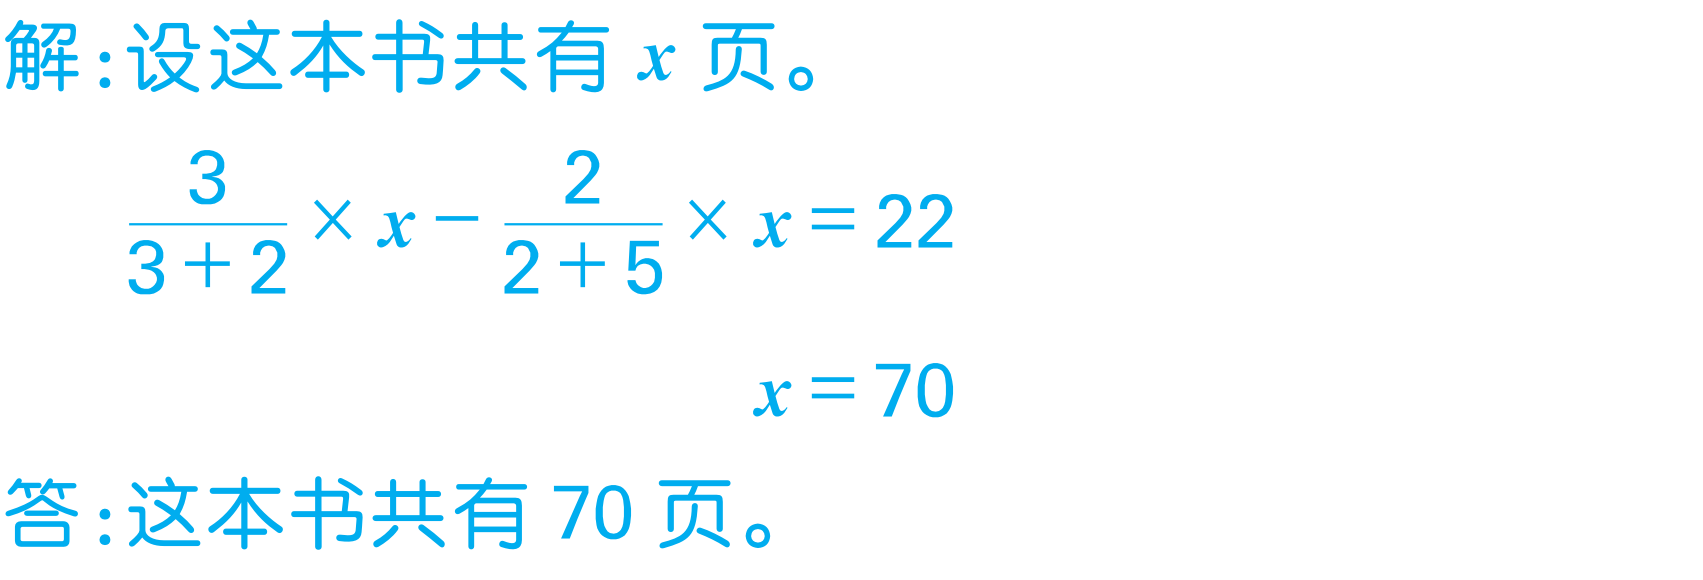 解：设这本书共有 x 页。
3/(3+2) × x − 2/(2+5) × x = 22
x = 70
答：这本书共有 70 页。